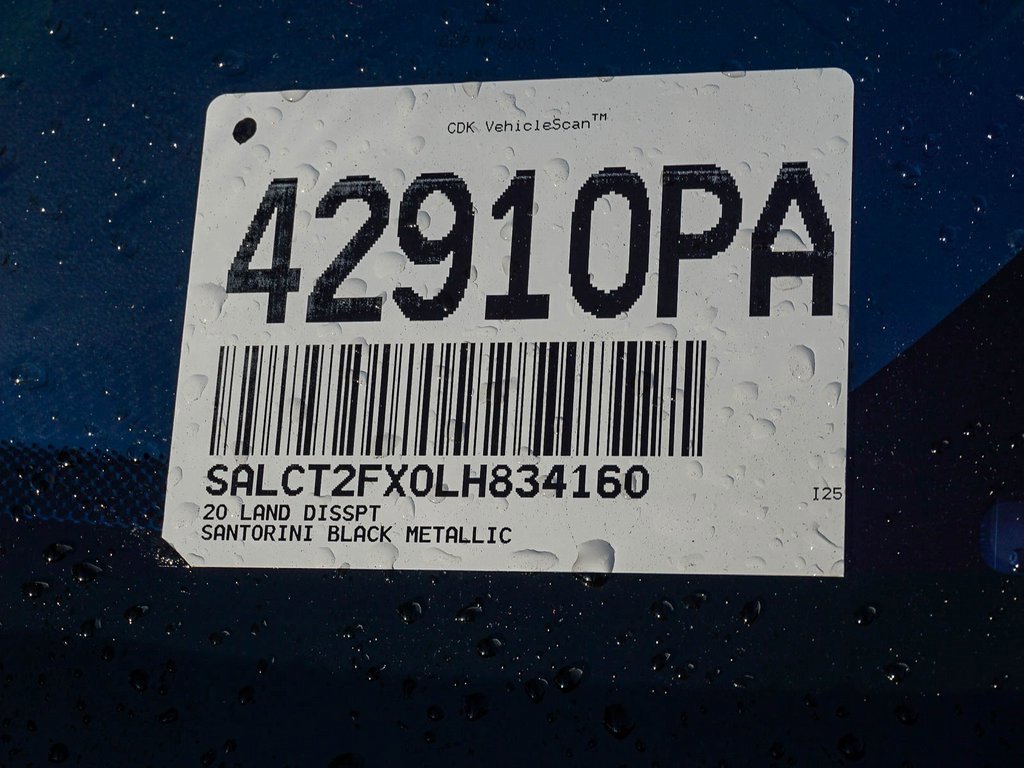 CDK VehicleScan™
42910PA
SALCT2FX0LH834160
20 LAND DISSPT
SANTORINI BLACK METALLIC
I25